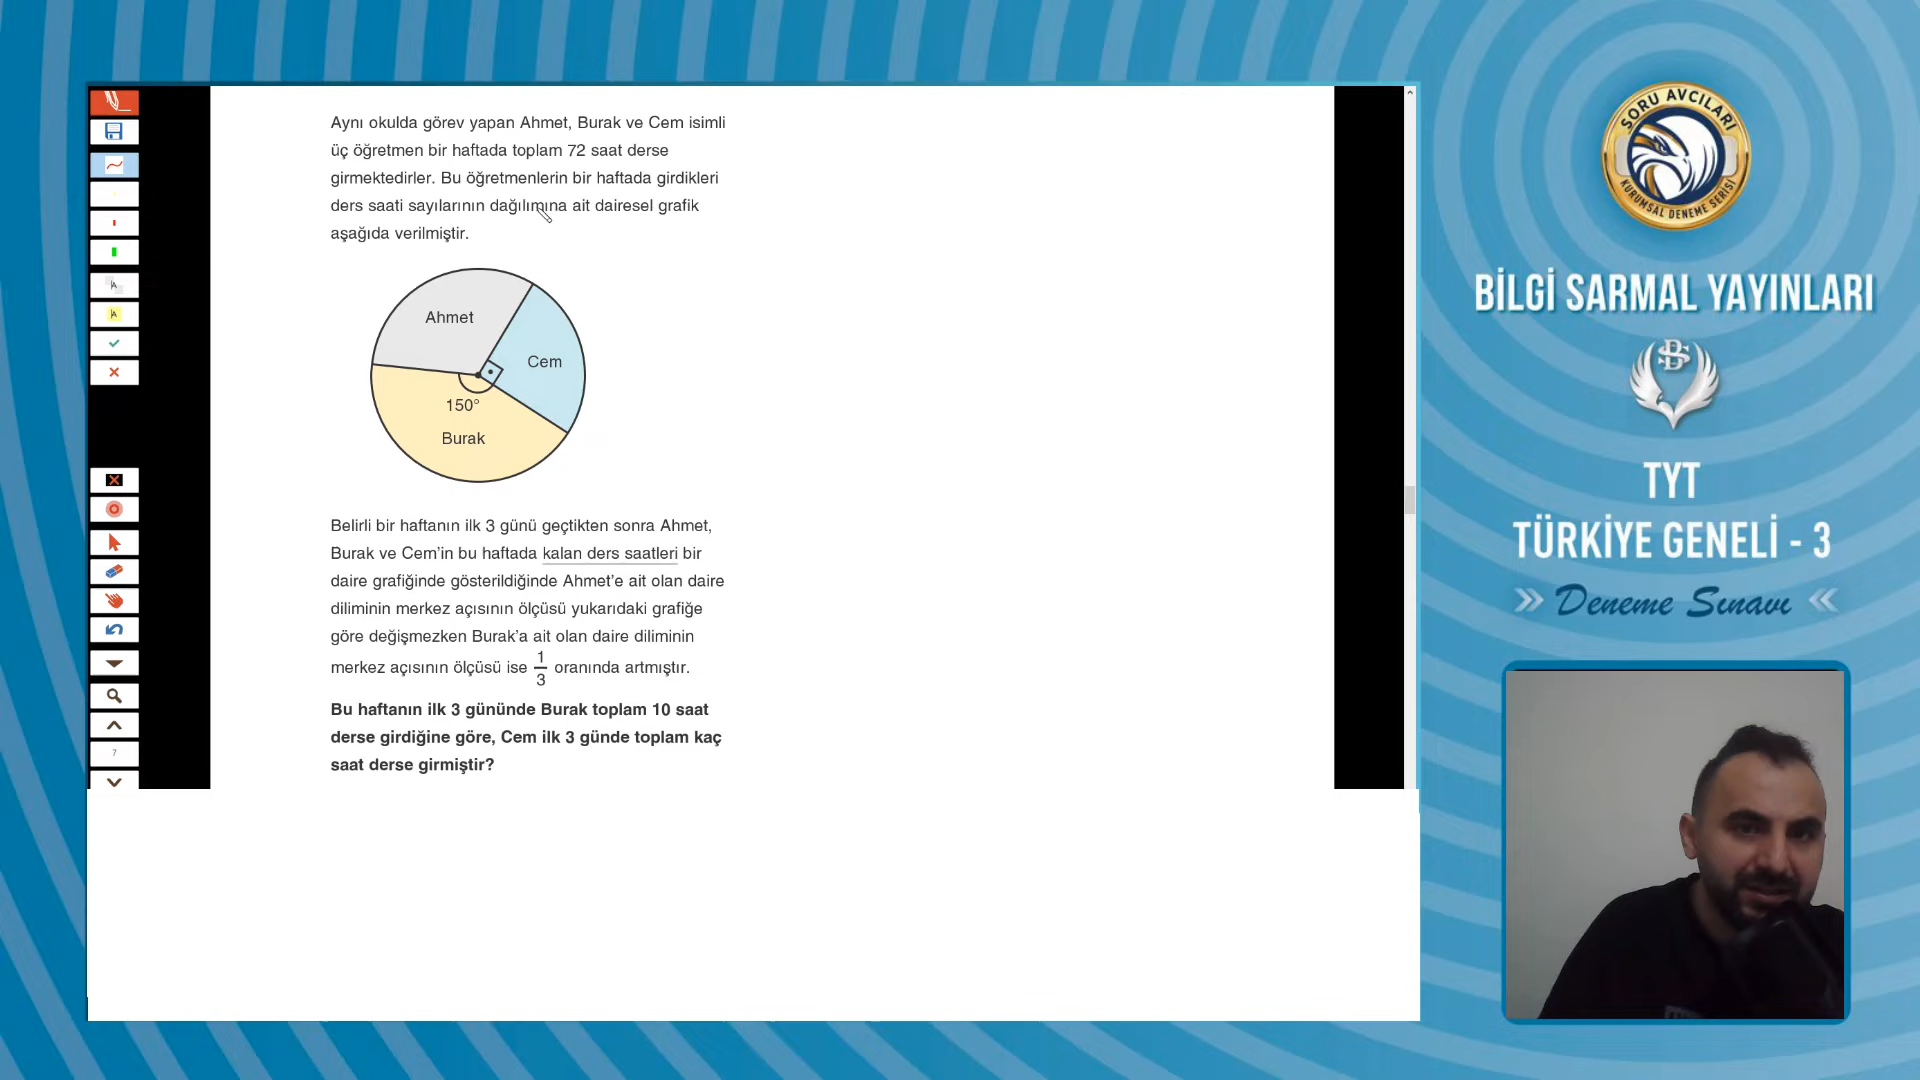 Aynı okulda görev yapan Ahmet, Burak ve Cem isimli
üç öğretmen bir haftada toplam 72 saat derse
girmektedirler. Bu öğretmenlerin bir haftada girdikleri
ders saati sayılarının dağılımına ait dairesel grafik
aşağıda verilmiştir.
Ahmet
Cem
150°
Burak
Belirli bir haftanın ilk 3 günü geçtikten sonra Ahmet,
Burak ve Cem'in bu haftada kalan ders saatleri bir
daire grafiğinde gösterildiğinde Ahmet'e ait olan daire
diliminin merkez açısının ölçüsü yukarıdaki grafiğe
göre değişmezken Burak'a ait olan daire diliminin
merkez açısının ölçüsü ise 1/3 oranında artmıştır.
Bu haftanın ilk 3 gününde Burak toplam 10 saat
derse girdiğine göre, Cem ilk 3 günde toplam kaç
saat derse girmiştir?
A
A
7
SORU AVCILARI
KURUMSAL DENEME SERİSİ
BİLGİ SARMAL YAYINLARI
BS
TYT
TÜRKİYE GENELİ - 3
Deneme Sınavı